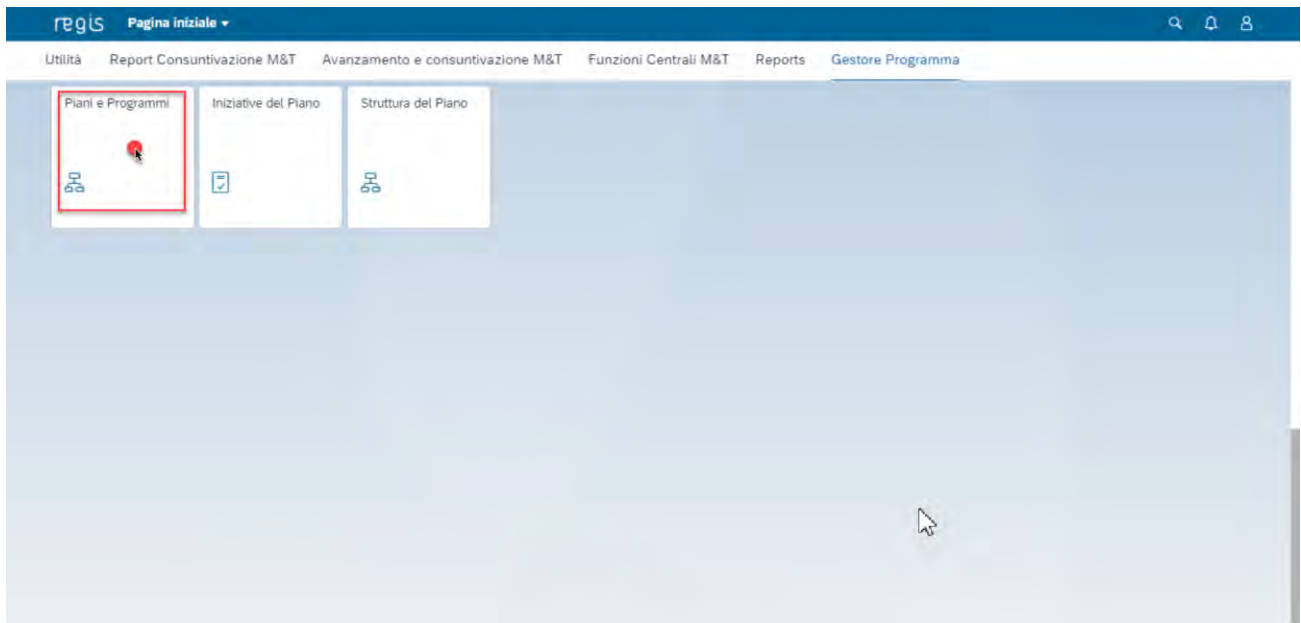 regis Pagina iniziale
Utilità Report Consuntivazione M&T Avanzamento e consuntivazione M&T Funzioni Centrali M&T Reports Gestore Programma
Piani e Programmi Iniziative del Piano Struttura del Piano